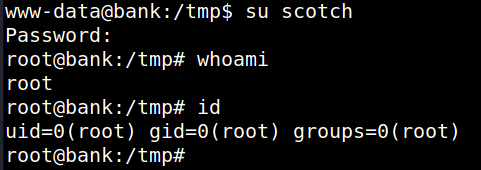 www-data@bank:/tmp$ su scotch
Password:
root@bank:/tmp# whoami
root
root@bank:/tmp# id
uid=0(root) gid=0(root) groups=0(root)
root@bank:/tmp#